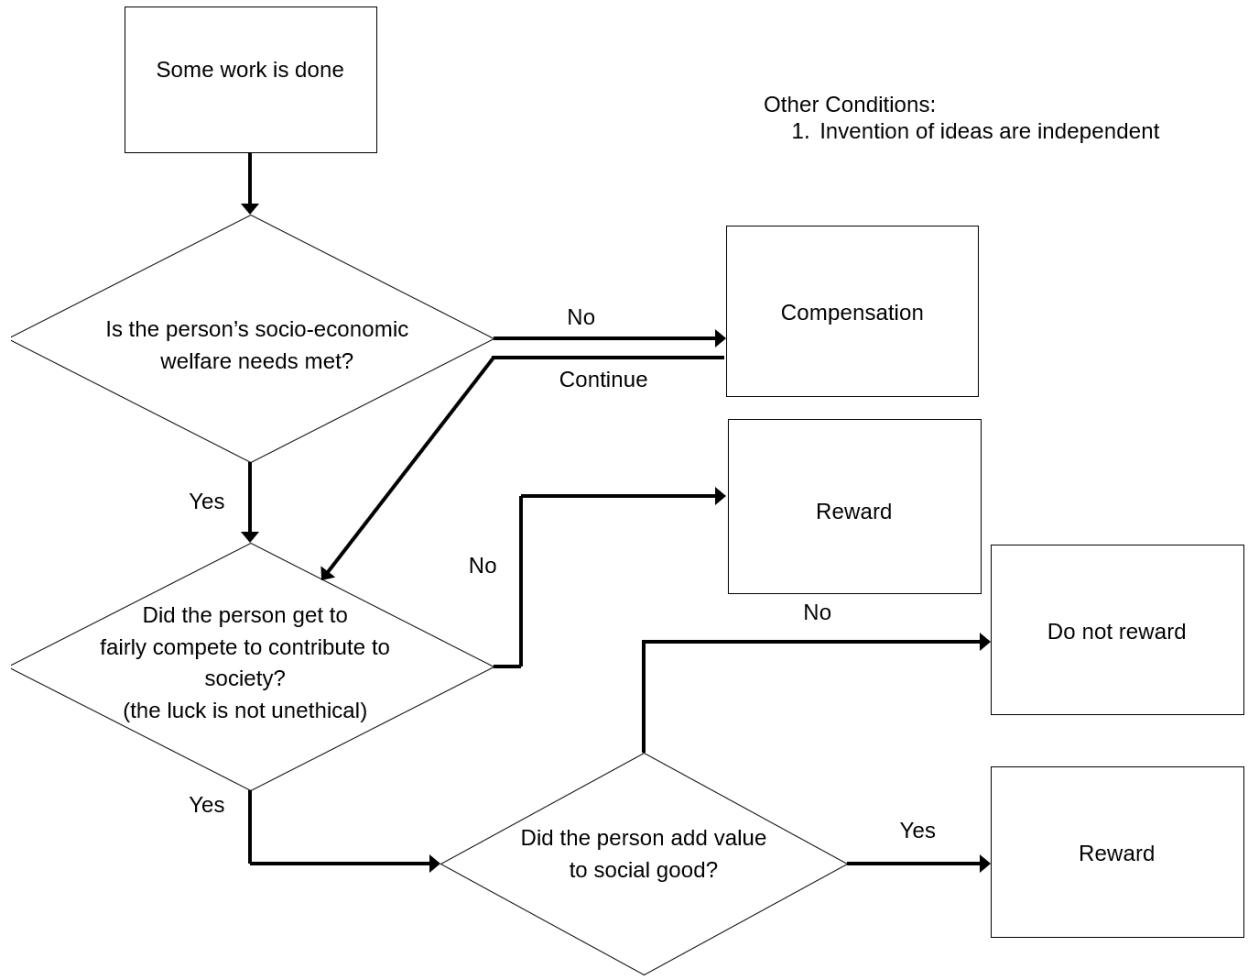 Some work is done
Other Conditions:
1. Invention of ideas are independent
Is the person’s socio-economic
welfare needs met?
No
Compensation
Continue
Yes
Reward
No
Did the person get to
fairly compete to contribute to
society?
(the luck is not unethical)
No
Do not reward
Yes
Did the person add value
to social good?
Yes
Reward